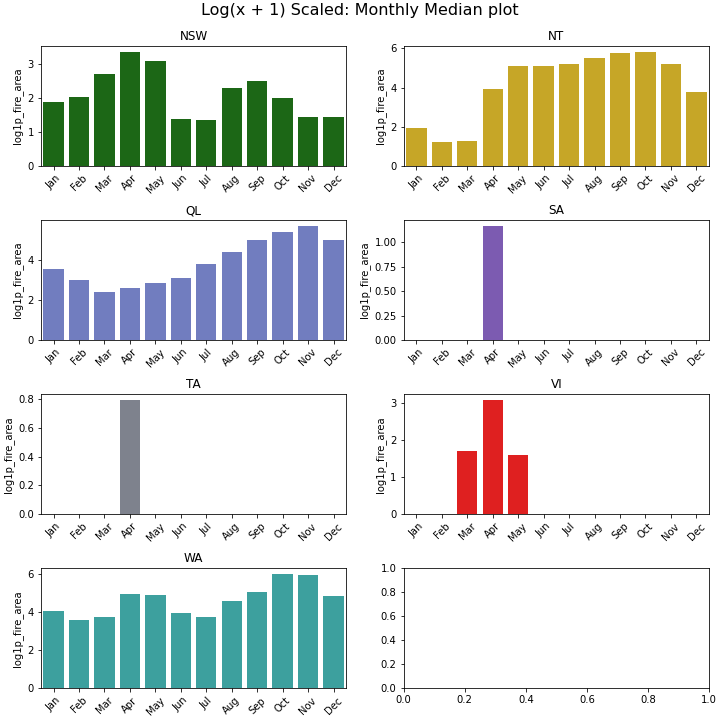 Log(x + 1) Scaled: Monthly Median plot
NSW
log1p_fire_area
3
2
1
0
Jan Feb Mar Apr May Jun Jul Aug Sep Oct Nov Dec
NT
log1p_fire_area
6
4
2
0
Jan Feb Mar Apr May Jun Jul Aug Sep Oct Nov Dec
QL
log1p_fire_area
4
2
0
Jan Feb Mar Apr May Jun Jul Aug Sep Oct Nov Dec
SA
log1p_fire_area
1.00
0.75
0.50
0.25
0.00
Jan Feb Mar Apr May Jun Jul Aug Sep Oct Nov Dec
TA
log1p_fire_area
0.8
0.6
0.4
0.2
0.0
Jan Feb Mar Apr May Jun Jul Aug Sep Oct Nov Dec
VI
log1p_fire_area
3
2
1
0
Jan Feb Mar Apr May Jun Jul Aug Sep Oct Nov Dec
WA
log1p_fire_area
6
4
2
0
Jan Feb Mar Apr May Jun Jul Aug Sep Oct Nov Dec
1.0
0.8
0.6
0.4
0.2
0.0
0.0 0.2 0.4 0.6 0.8 1.0